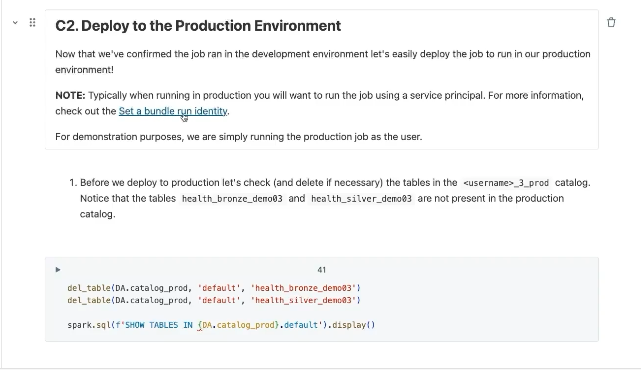 C2. Deploy to the Production Environment
Now that we've confirmed the job ran in the development environment let's easily deploy the job to run in our production
environment!
NOTE: Typically when running in production you will want to run the job using a service principal. For more information,
check out the Set a bundle run identity.
For demonstration purposes, we are simply running the production job as the user.
1. Before we deploy to production let's check (and delete if necessary) the tables in the <username>_3_prod catalog.
Notice that the tables health_bronze_demo03 and health_silver_demo03 are not present in the production
catalog.
41
del_table(DA.catalog_prod, 'default', 'health_bronze_demo03')
del_table(DA.catalog_prod, 'default', 'health_silver_demo03')
spark.sql(f'SHOW TABLES IN {DA.catalog_prod}.default').display()